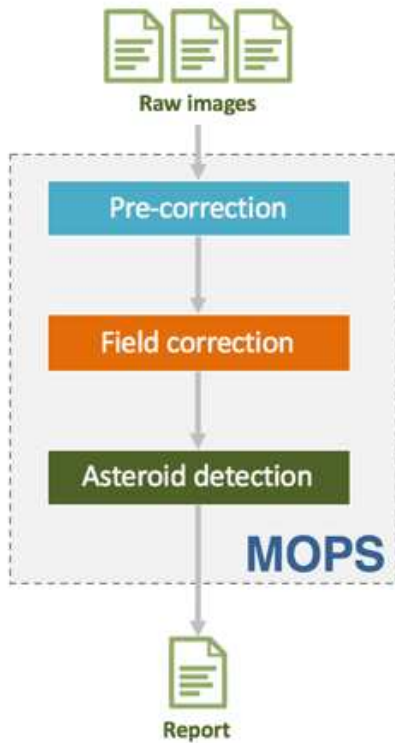 Raw images
Pre-correction
Field correction
Asteroid detection
MOPS
Report